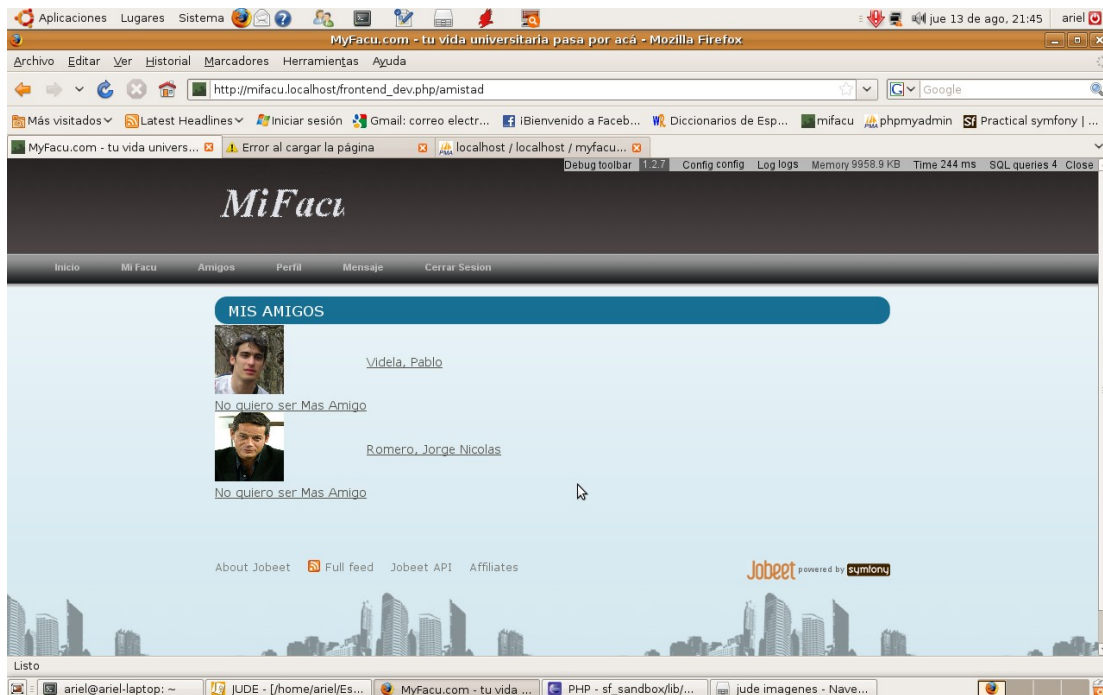 Aplicaciones Lugares Sistema jue 13 de ago, 21:45 ariel
MyFacu.com - tu vida universitaria pasa por acá - Mozilla Firefox
Archivo Editar Ver Historial Marcadores Herramientas Ayuda
http://mifacu.localhost/frontend_dev.php/amistad Google
Más visitados Latest Headlines Iniciar sesión Gmail: correo electr... iBienvenido a Faceb... Diccionarios de Esp... mifacu phpmyadmin Practical symfony | ...
MyFacu.com - tu vida univers... Error al cargar la página localhost / localhost / myfacu...
Debug toolbar 1.2.7 Config config Log logs Memory 9958.9 KB Time 244 ms SQL queries 4 Close
MiFacu
Inicio Mi Facu Amigos Perfil Mensaje Cerrar Sesion
MIS AMIGOS
Videla, Pablo
No quiero ser Mas Amigo
Romero, Jorge Nicolas
No quiero ser Mas Amigo
About Jobeet Full feed Jobeet API Affiliates Jobeet powered by symfony
Listo
ariel@ariel-laptop: ~ JUDE - [/home/ariel/Es... MyFacu.com - tu vida ... PHP - sf_sandbox/lib/... jude imagenes - Nave...